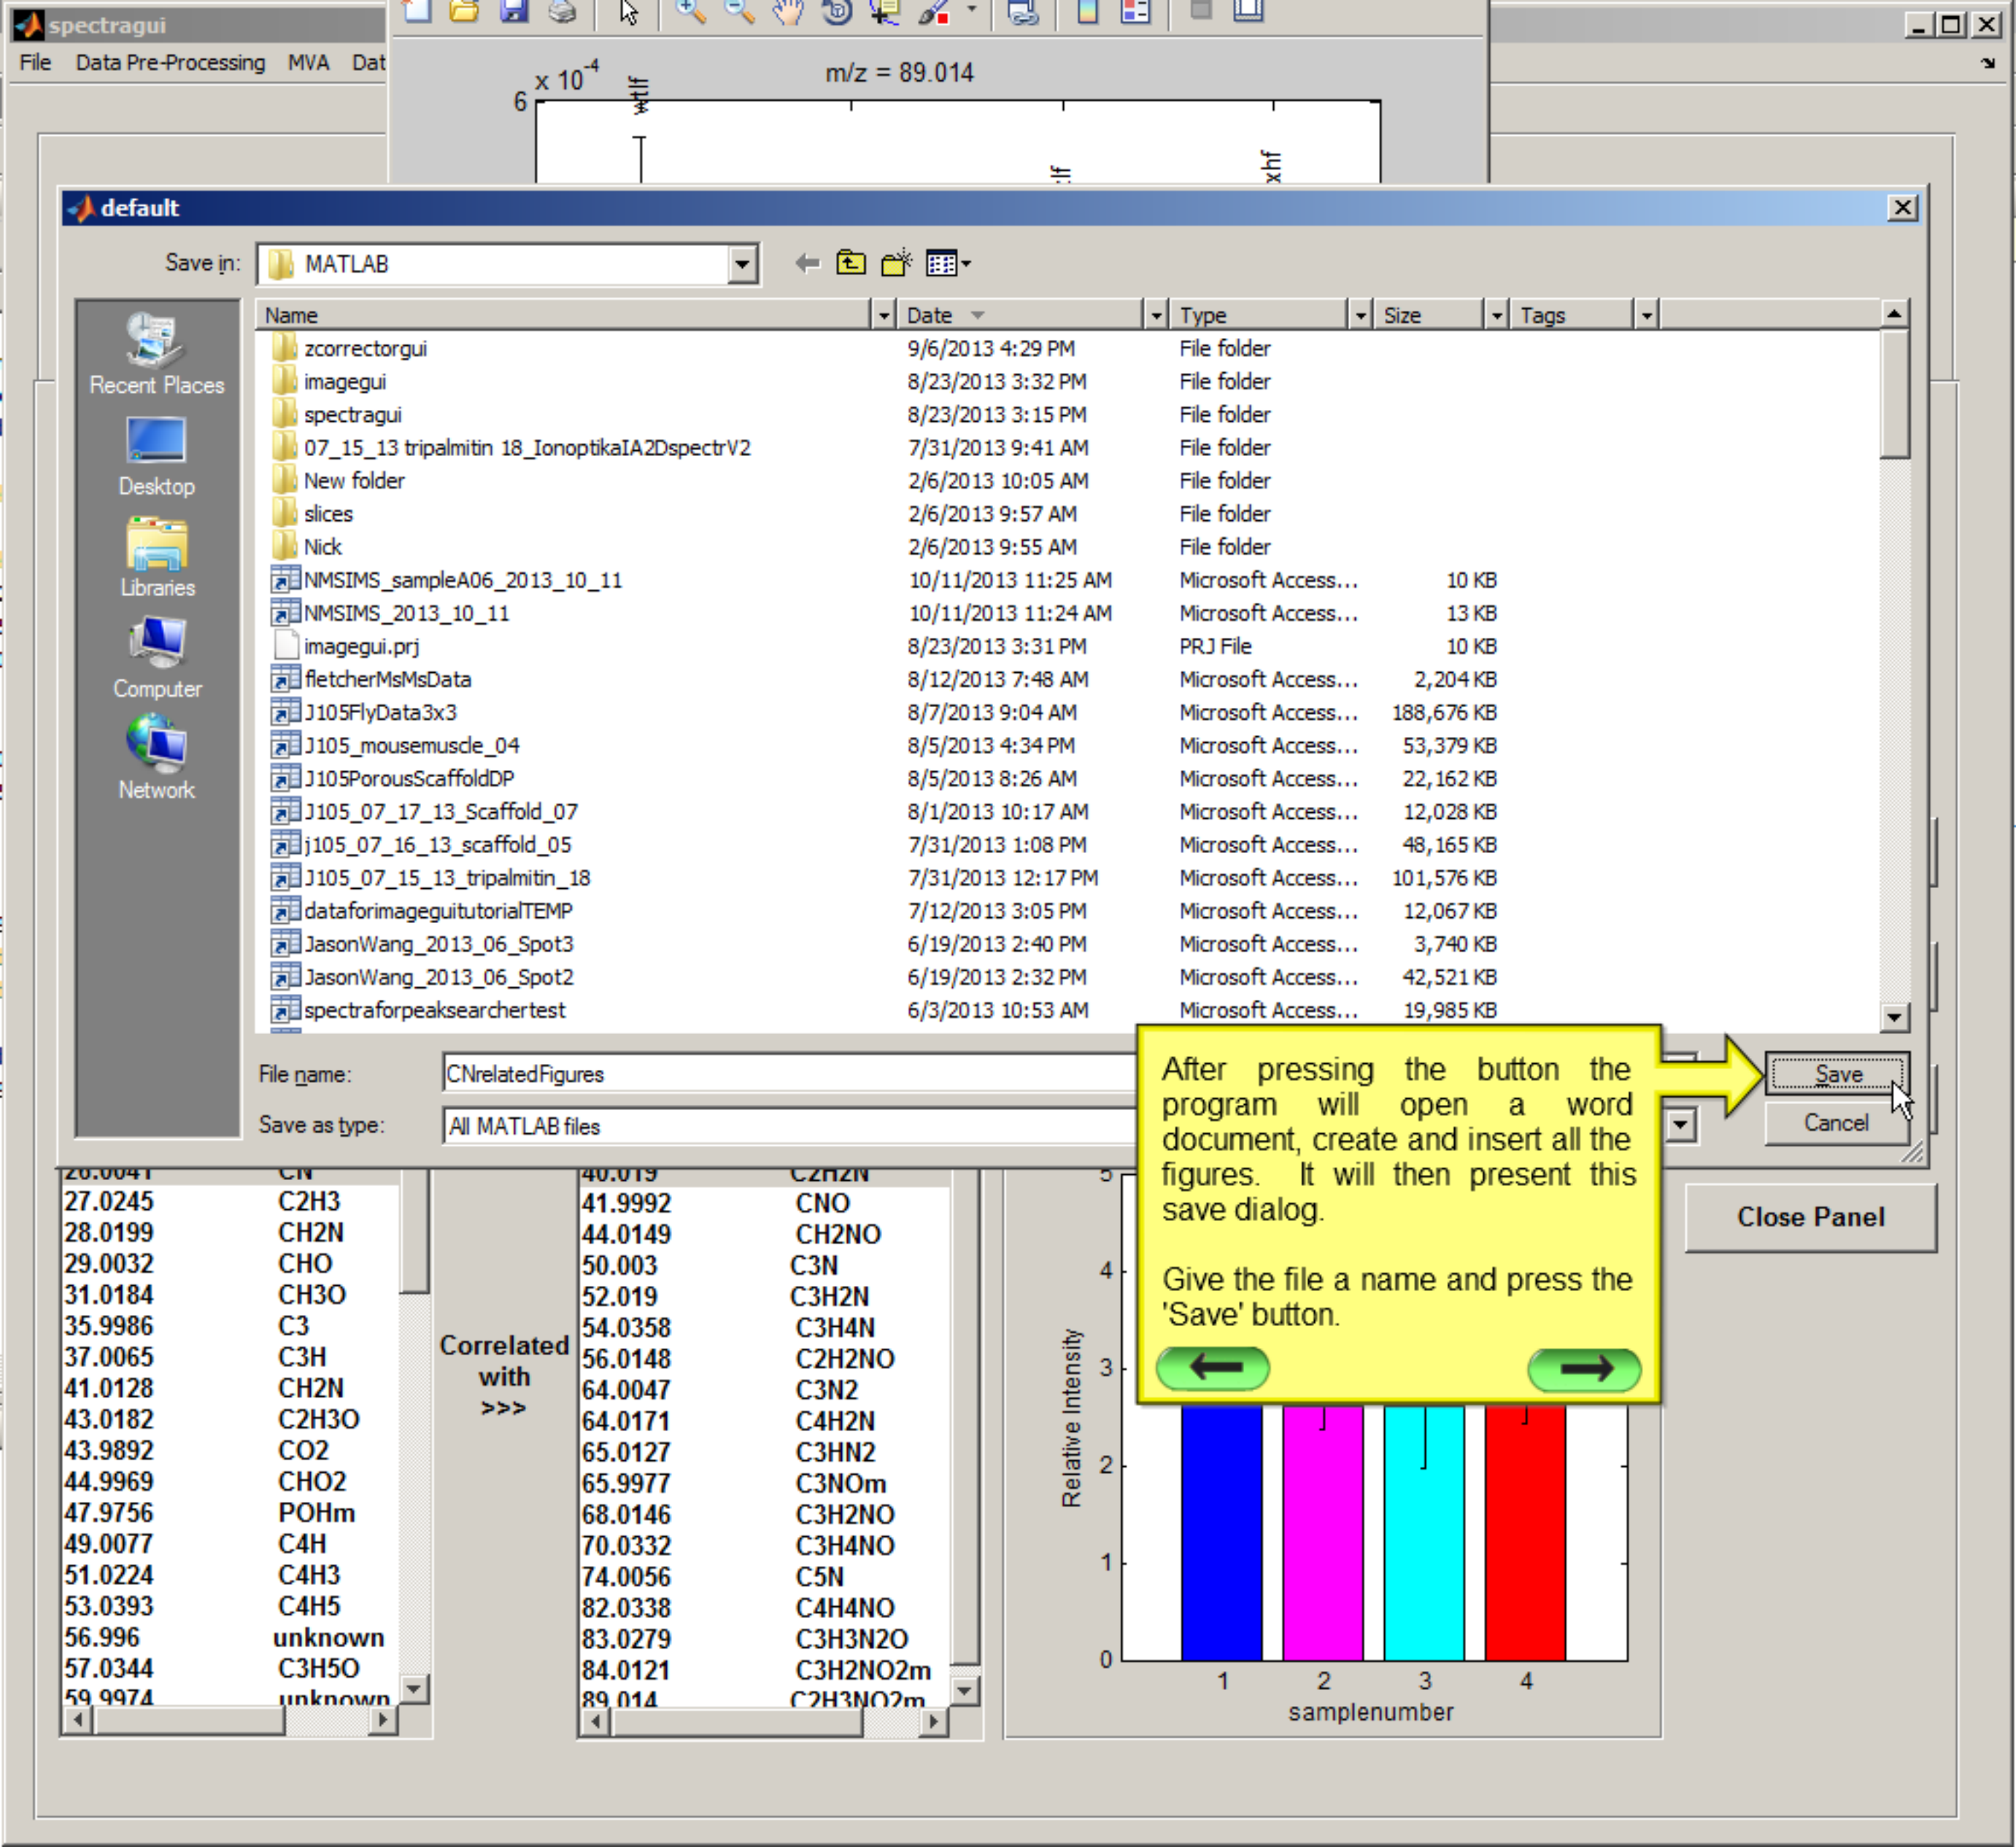 spectragui
File Data Pre-Processing MVA Dat
x 10-4
m/z = 89.014
6
wtlf
xhf
default
Save in: MATLAB
Name Date Type Size Tags
zcorrectorgui 9/6/2013 4:29 PM File folder
imagegui 8/23/2013 3:32 PM File folder
spectragui 8/23/2013 3:15 PM File folder
07_15_13 tripalmitin 18_IonoptikaIA2DspectrV2 7/31/2013 9:41 AM File folder
New folder 2/6/2013 10:05 AM File folder
slices 2/6/2013 9:57 AM File folder
Nick 2/6/2013 9:55 AM File folder
NMSIMS_sampleA06_2013_10_11 10/11/2013 11:25 AM Microsoft Access... 10 KB
NMSIMS_2013_10_11 10/11/2013 11:24 AM Microsoft Access... 13 KB
imagegui.prj 8/23/2013 3:31 PM PRJ File 10 KB
fletcherMsMsData 8/12/2013 7:48 AM Microsoft Access... 2,204 KB
J105FlyData3x3 8/7/2013 9:04 AM Microsoft Access... 188,676 KB
J105_mousemuscle_04 8/5/2013 4:34 PM Microsoft Access... 53,379 KB
J105PorousScaffoldDP 8/5/2013 8:26 AM Microsoft Access... 22,162 KB
J105_07_17_13_Scaffold_07 8/1/2013 10:17 AM Microsoft Access... 12,028 KB
j105_07_16_13_scaffold_05 7/31/2013 1:08 PM Microsoft Access... 48,165 KB
J105_07_15_13_tripalmitin_18 7/31/2013 12:17 PM Microsoft Access... 101,576 KB
dataforimageguitutorialTEMP 7/12/2013 3:05 PM Microsoft Access... 12,067 KB
JasonWang_2013_06_Spot3 6/19/2013 2:40 PM Microsoft Access... 3,740 KB
JasonWang_2013_06_Spot2 6/19/2013 2:32 PM Microsoft Access... 42,521 KB
spectraforpeaksearchertest 6/3/2013 10:53 AM Microsoft Access... 19,985 KB
Recent Places
Desktop
Libraries
Computer
Network
File name: CNrelatedFigures
Save as type: All MATLAB files
Save
Cancel
After pressing the button the
program will open a word
document, create and insert all the
figures. It will then present this
save dialog.
Give the file a name and press the
'Save' button.
Close Panel
26.0041 CN
27.0245 C2H3
28.0199 CH2N
29.0032 CHO
31.0184 CH3O
35.9986 C3
37.0065 C3H
41.0128 CH2N
43.0182 C2H3O
43.9892 CO2
44.9969 CHO2
47.9756 POHm
49.0077 C4H
51.0224 C4H3
53.0393 C4H5
56.996 unknown
57.0344 C3H5O
59.9974 unknown
Correlated
with
>>>
40.019 C2H2N
41.9992 CNO
44.0149 CH2NO
50.003 C3N
52.019 C3H2N
54.0358 C3H4N
56.0148 C2H2NO
64.0047 C3N2
64.0171 C4H2N
65.0127 C3HN2
65.9977 C3NOm
68.0146 C3H2NO
70.0332 C3H4NO
74.0056 C5N
82.0338 C4H4NO
83.0279 C3H3N2O
84.0121 C3H2NO2m
89.014 C2H3NO2m
Relative Intensity
5
4
3
2
1
0
1 2 3 4
samplenumber